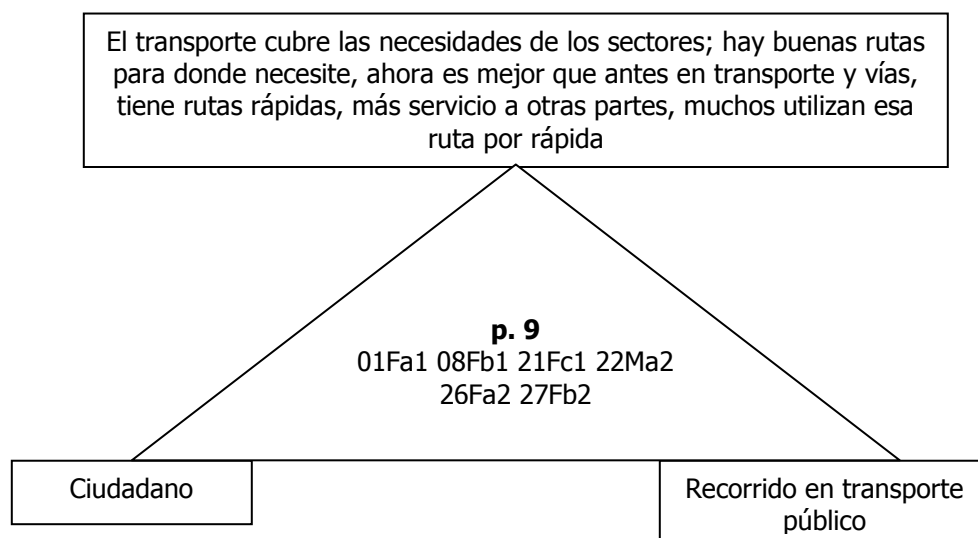 El transporte cubre las necesidades de los sectores; hay buenas rutas
para donde necesite, ahora es mejor que antes en transporte y vías,
tiene rutas rápidas, más servicio a otras partes, muchos utilizan esa
ruta por rápida
p. 9
01Fa1 08Fb1 21Fc1 22Ma2
26Fa2 27Fb2
Ciudadano
Recorrido en transporte
público